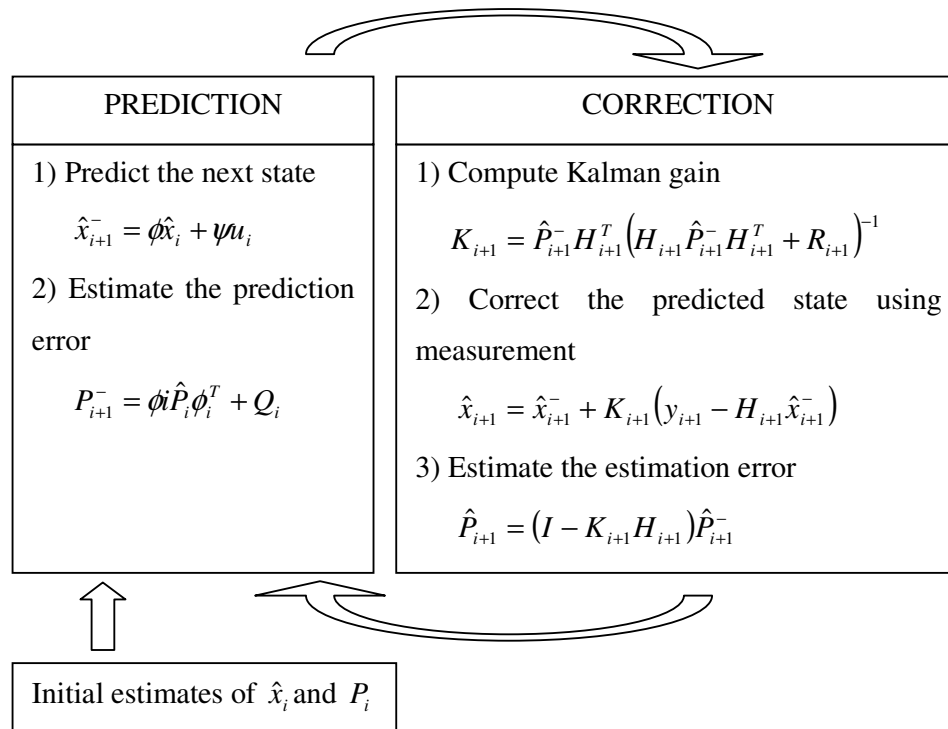 PREDICTION
1) Predict the next state
x̂⁻ᵢ₊₁ = ϕx̂ᵢ + ψuᵢ
2) Estimate the prediction
error
P⁻ᵢ₊₁ = ϕiP̂ᵢϕᵢᵀ + Qᵢ
CORRECTION
1) Compute Kalman gain
Kᵢ₊₁ = P̂⁻ᵢ₊₁Hᵀᵢ₊₁(Hᵢ₊₁P̂⁻ᵢ₊₁Hᵀᵢ₊₁ + Rᵢ₊₁)⁻¹
2) Correct the predicted state using
measurement
x̂ᵢ₊₁ = x̂⁻ᵢ₊₁ + Kᵢ₊₁(yᵢ₊₁ − Hᵢ₊₁x̂⁻ᵢ₊₁)
3) Estimate the estimation error
P̂ᵢ₊₁ = (I − Kᵢ₊₁Hᵢ₊₁)P̂⁻ᵢ₊₁
Initial estimates of x̂ᵢ and Pᵢ